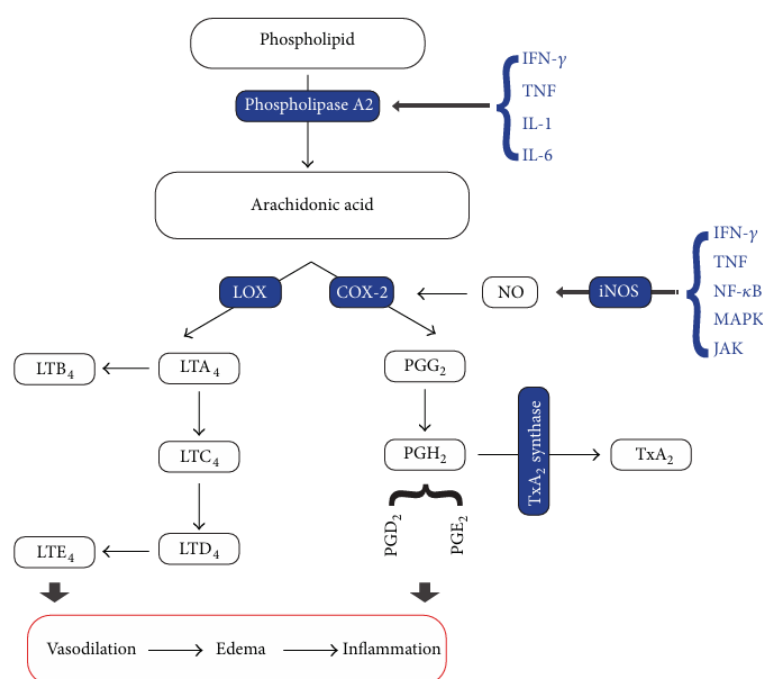 Phospholipid
Phospholipase A2
IFN-γ
TNF
IL-1
IL-6
Arachidonic acid
LOX
COX-2
NO
iNOS
IFN-γ
TNF
NF-κB
MAPK
JAK
LTB₄
LTA₄
PGG₂
LTC₄
PGH₂
TxA₂ synthase
TxA₂
PGD₂
PGE₂
LTE₄
LTD₄
Vasodilation
Edema
Inflammation